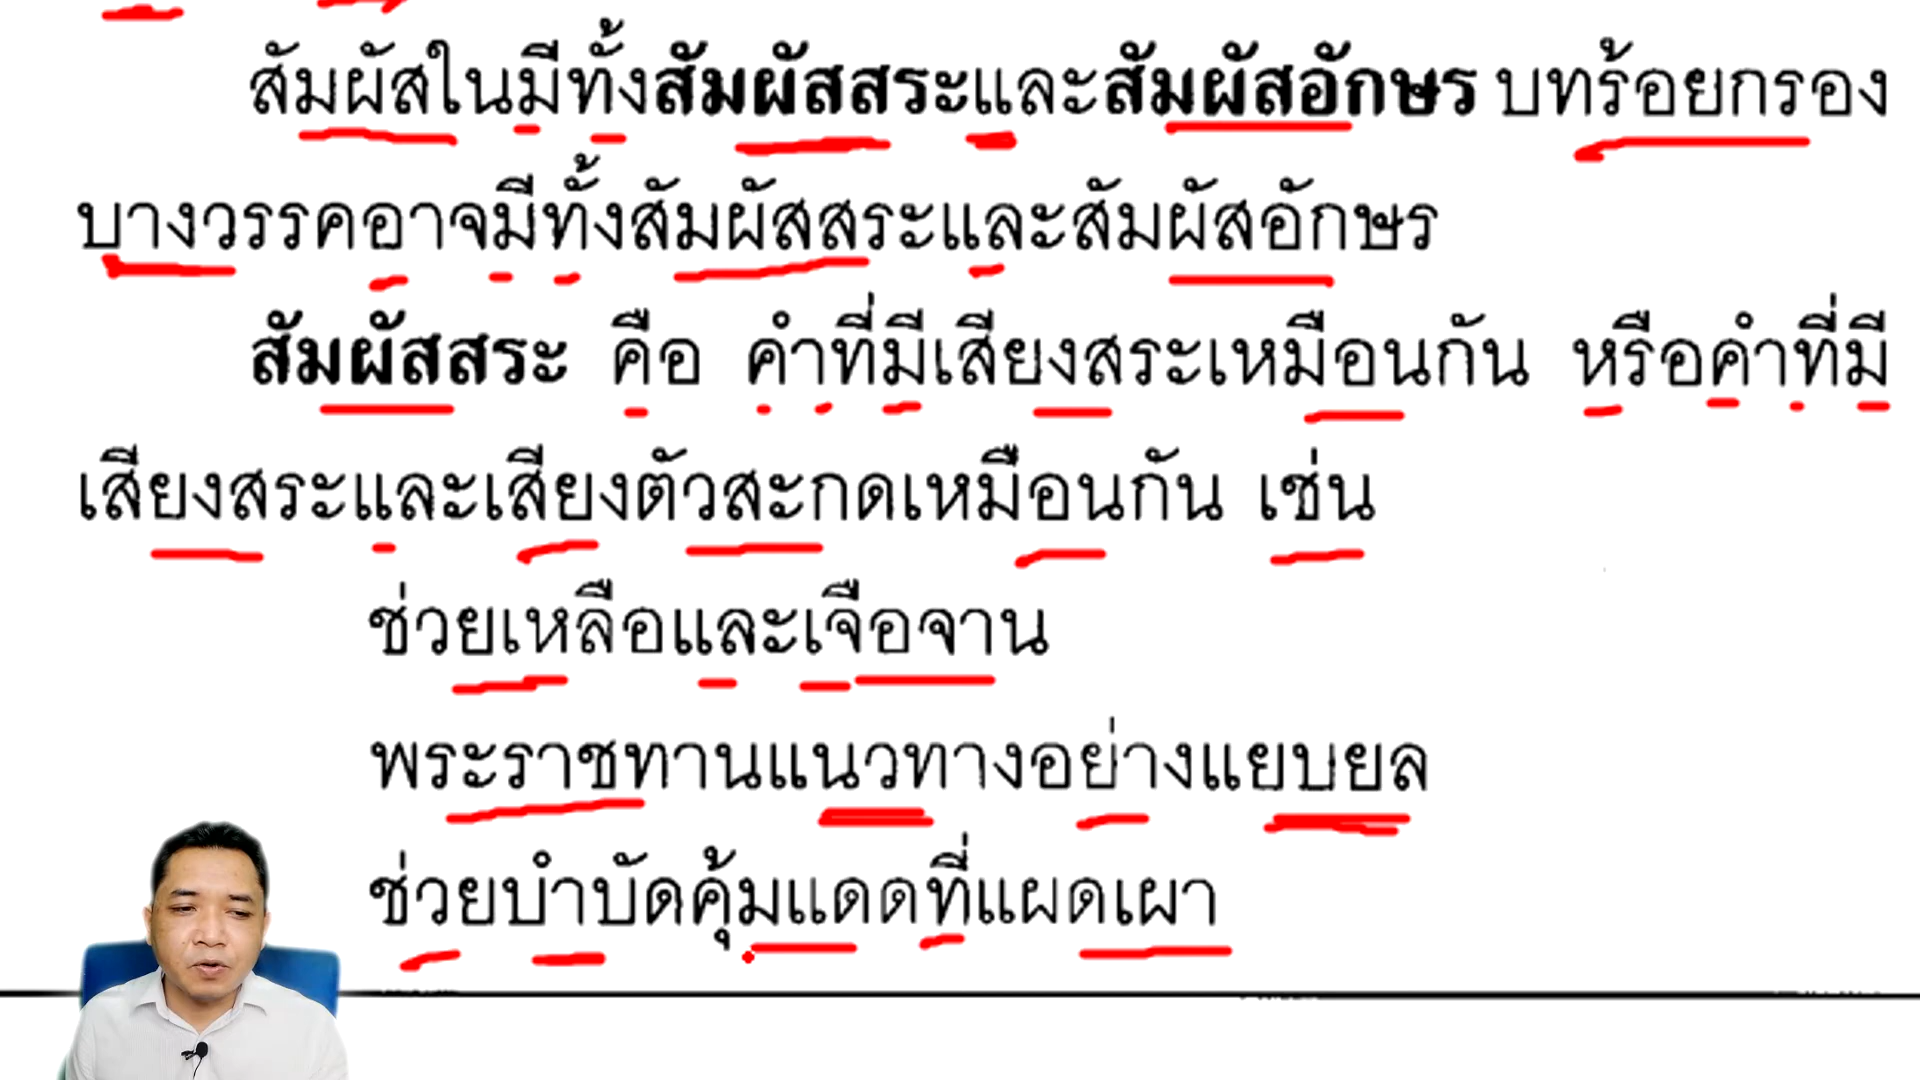 สัมผัสในมีทั้งสัมผัสสระและสัมผัสอักษร บทร้อยกรอง
บางวรรคอาจมีทั้งสัมผัสสระและสัมผัสอักษร
สัมผัสสระ คือ คำที่มีเสียงสระเหมือนกัน หรือคำที่มี
เสียงสระและเสียงตัวสะกดเหมือนกัน เช่น
ช่วยเหลือและเจือจาน
พระราชทานแนวทางอย่างแยบยล
ช่วยบำบัดคุ้มแดดที่แผดเผา